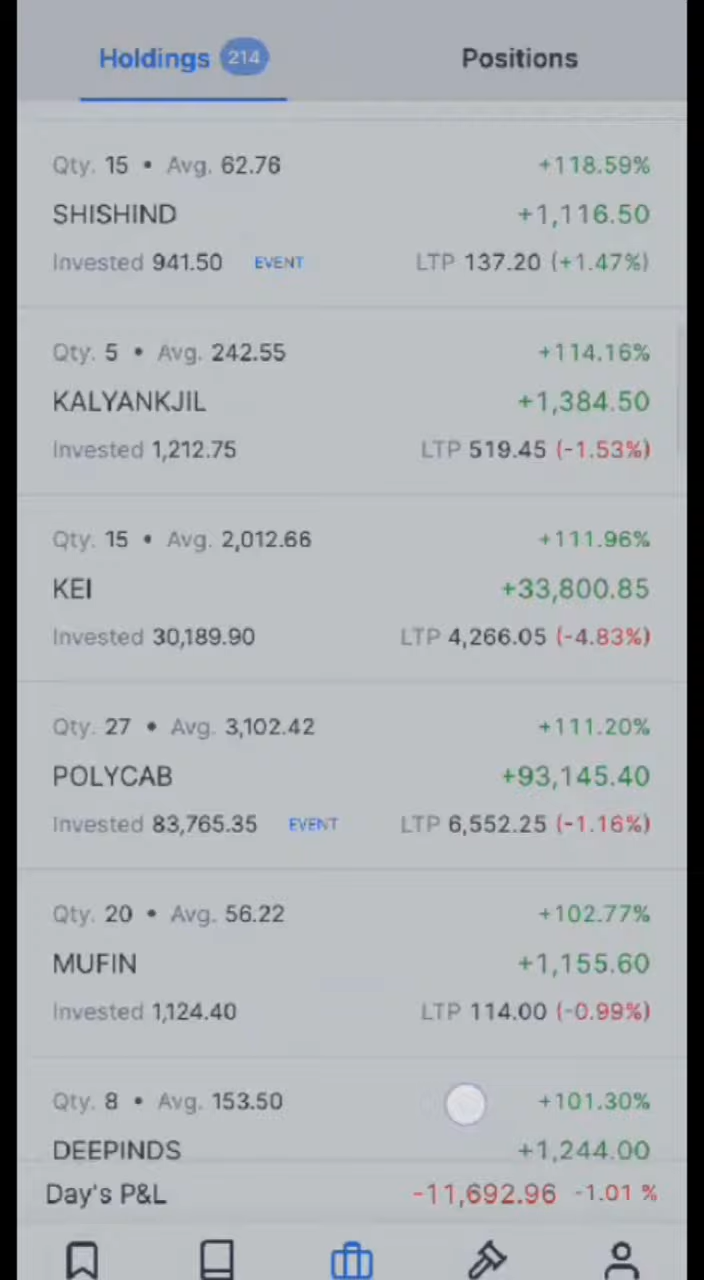 Holdings 214 Positions
Qty. 15 • Avg. 62.76 +118.59%
SHISHIND +1,116.50
Invested 941.50 EVENT LTP 137.20 (+1.47%)
Qty. 5 • Avg. 242.55 +114.16%
KALYANKJIL +1,384.50
Invested 1,212.75 LTP 519.45 (-1.53%)
Qty. 15 • Avg. 2,012.66 +111.96%
KEI +33,800.85
Invested 30,189.90 LTP 4,266.05 (-4.83%)
Qty. 27 • Avg. 3,102.42 +111.20%
POLYCAB +93,145.40
Invested 83,765.35 EVENT LTP 6,552.25 (-1.16%)
Qty. 20 • Avg. 56.22 +102.77%
MUFIN +1,155.60
Invested 1,124.40 LTP 114.00 (-0.99%)
Qty. 8 • Avg. 153.50 +101.30%
DEEPINDS +1,244.00
Day's P&L -11,692.96 -1.01 %